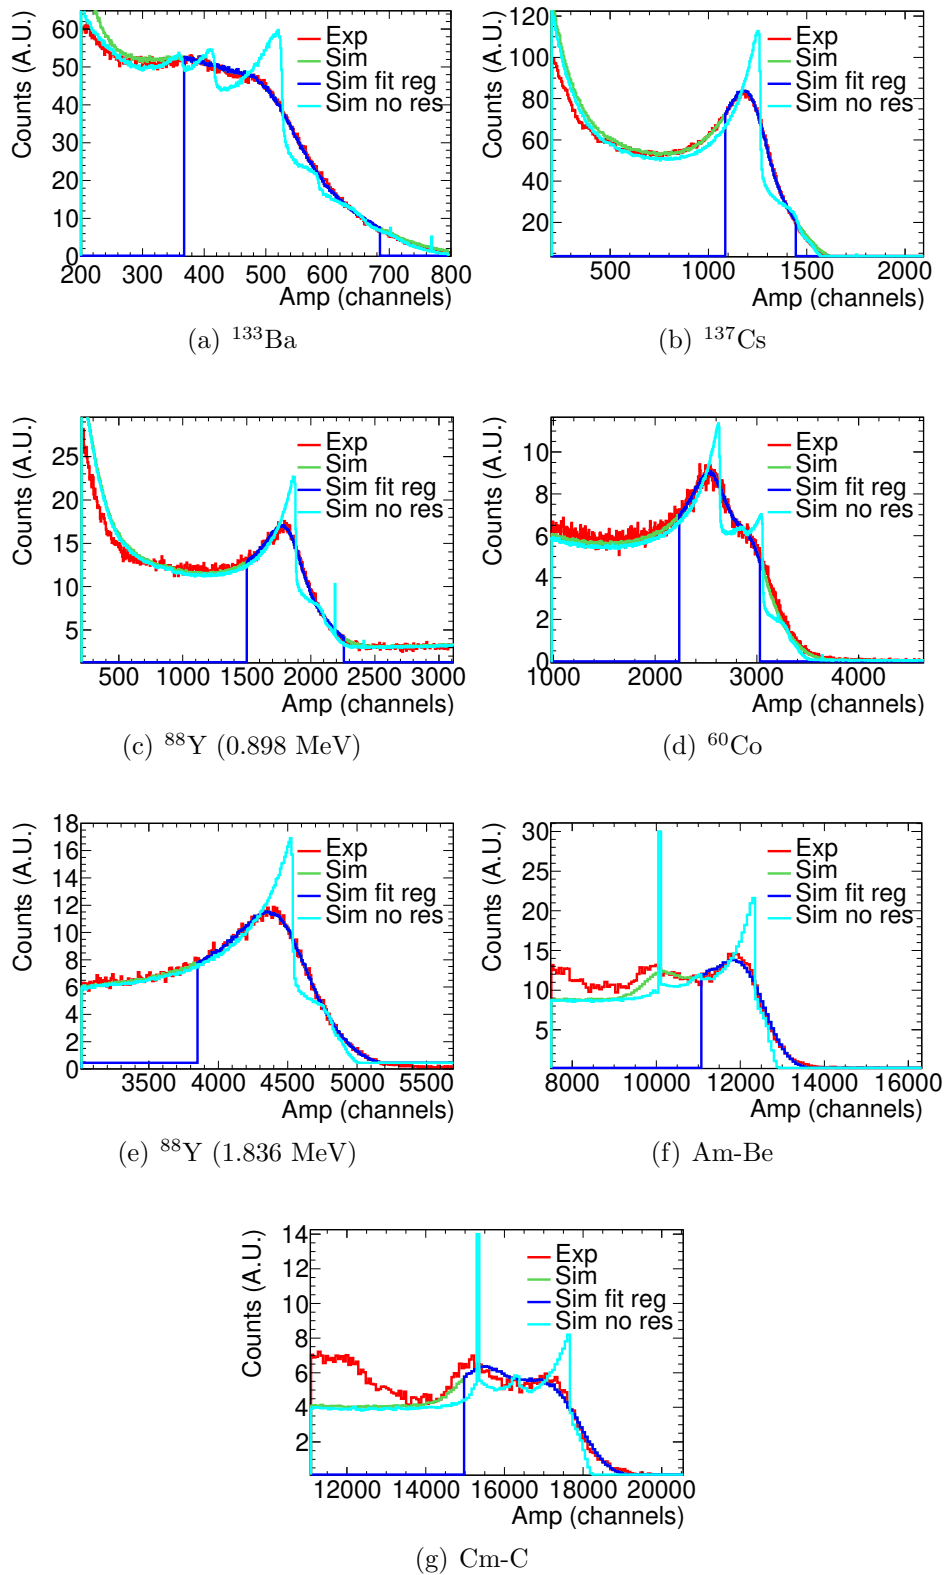 Counts (A.U.)
60
50
40
30
20
10
0
200 300 400 500 600 700 800
Amp (channels)
Exp
Sim
Sim fit reg
Sim no res
(a) ¹³³Ba
Counts (A.U.)
120
100
80
60
40
20
500 1000 1500 2000
Amp (channels)
Exp
Sim
Sim fit reg
Sim no res
(b) ¹³⁷Cs
Counts (A.U.)
25
20
15
10
5
500 1000 1500 2000 2500 3000
Amp (channels)
Exp
Sim
Sim fit reg
Sim no res
(c) ⁸⁸Y (0.898 MeV)
Counts (A.U.)
10
8
6
4
2
0
1000 2000 3000 4000
Amp (channels)
Exp
Sim
Sim fit reg
Sim no res
(d) ⁶⁰Co
Counts (A.U.)
18
16
14
12
10
8
6
4
2
0
3500 4000 4500 5000 5500
Amp (channels)
Exp
Sim
Sim fit reg
Sim no res
(e) ⁸⁸Y (1.836 MeV)
Counts (A.U.)
30
25
20
15
10
5
8000 10000 12000 14000 16000
Amp (channels)
Exp
Sim
Sim fit reg
Sim no res
(f) Am-Be
Counts (A.U.)
14
12
10
8
6
4
2
12000 14000 16000 18000 20000
Amp (channels)
Exp
Sim
Sim fit reg
Sim no res
(g) Cm-C